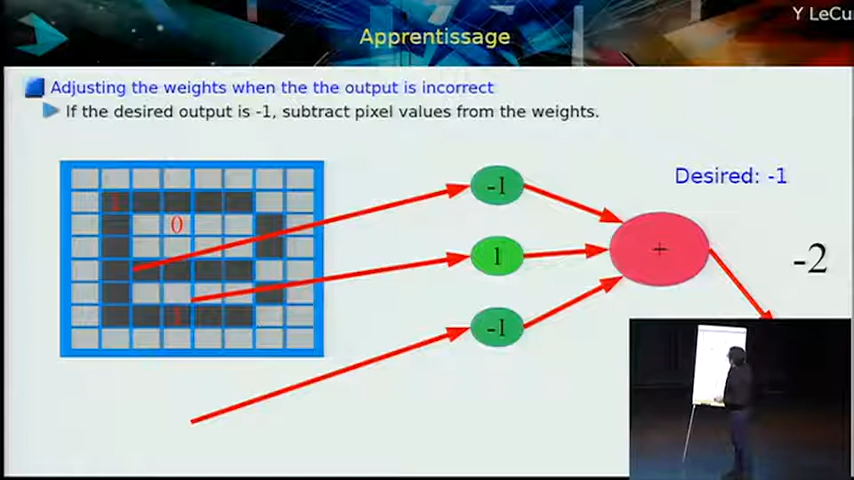 Y LeCu
Apprentissage
Adjusting the weights when the the output is incorrect
If the desired output is -1, subtract pixel values from the weights.
Desired: -1
1
0
1
-1
1
-1
+
-2